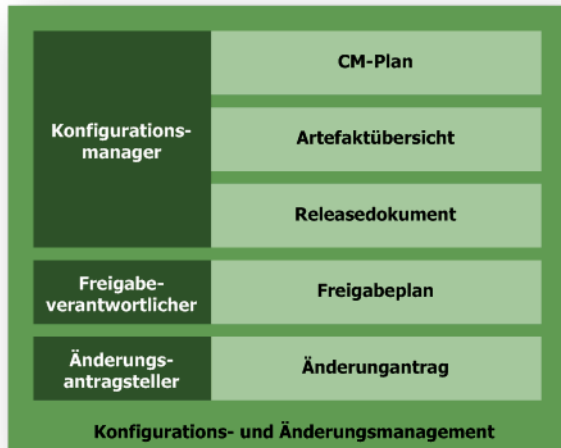 CM-Plan
Konfigurations-
manager
Artefaktübersicht
Releasedokument
Freigabe-
verantwortlicher
Freigabeplan
Änderungs-
antragsteller
Änderungantrag
Konfigurations- und Änderungsmanagement